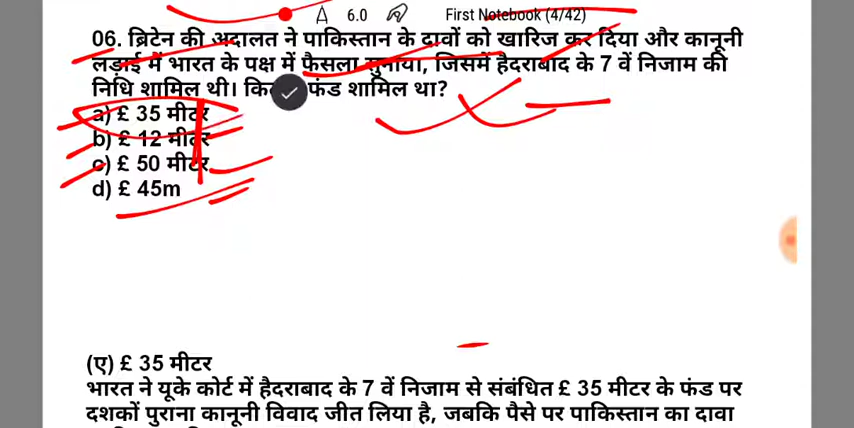 6.0 First Notebook (4/42)
06. ब्रिटेन की अदालत ने पाकिस्तान के दावों को खारिज कर दिया और कानूनी
लड़ाई में भारत के पक्ष में फैसला सुनाया, जिसमें हैदराबाद के 7 वें निजाम की
निधि शामिल थी। फंड शामिल था?
a) £ 35 मीटर
b) £ 12 मीटर
c) £ 50 मीटर
d) £ 45m
(ए) £ 35 मीटर
भारत ने यूके कोर्ट में हैदराबाद के 7 वें निजाम से संबंधित £ 35 मीटर के फंड पर
दशकों पुराना कानूनी विवाद जीत लिया है, जबकि पैसे पर पाकिस्तान का दावा